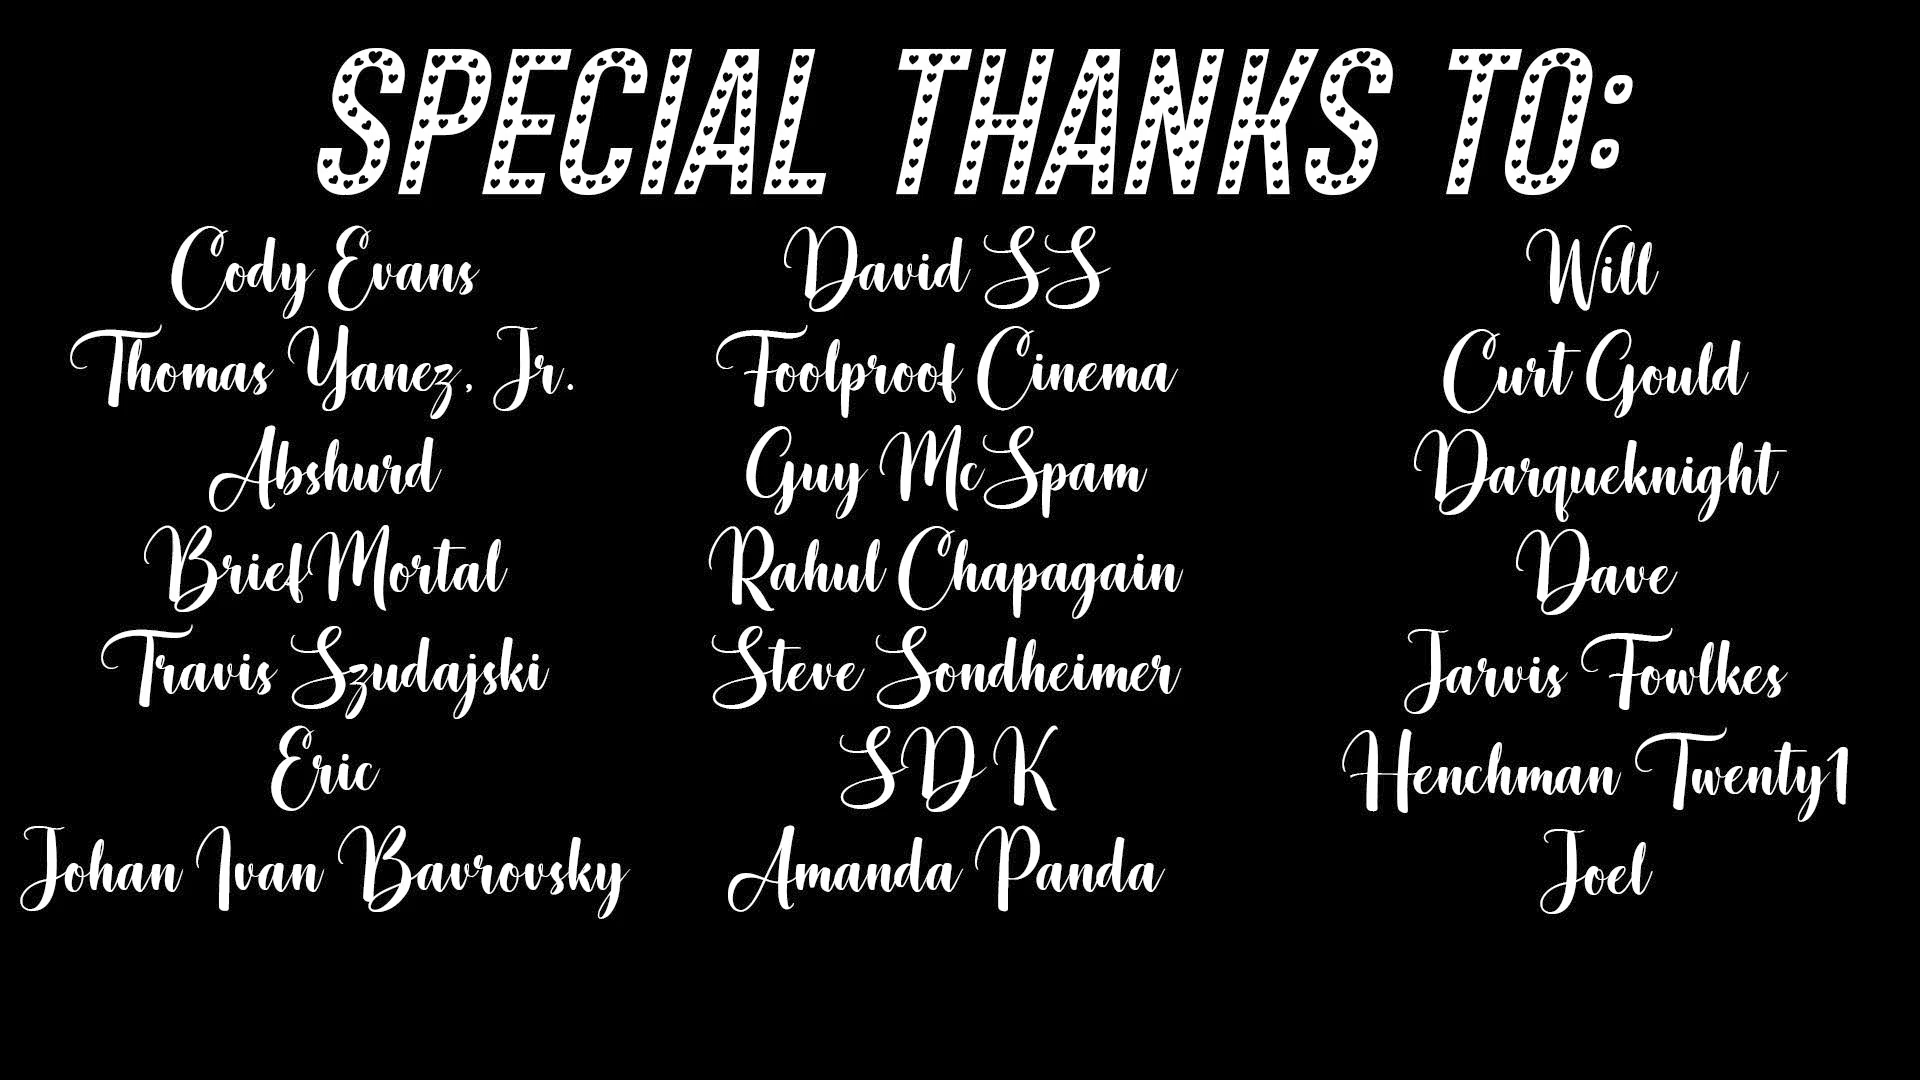 SPECIAL THANKS TO:
Cody Evans
Thomas Yanez, Jr.
Abshurd
BriefMortal
Travis Szudajski
Eric
Johan Ivan Bavrovsky
David SS
Foolproof Cinema
Guy McSpam
Rahul Chapagain
Steve Sondheimer
SDK
Amanda Panda
Will
Curt Gould
Darqueknight
Dave
Jarvis Fowlkes
Henchman Twenty1
Joel